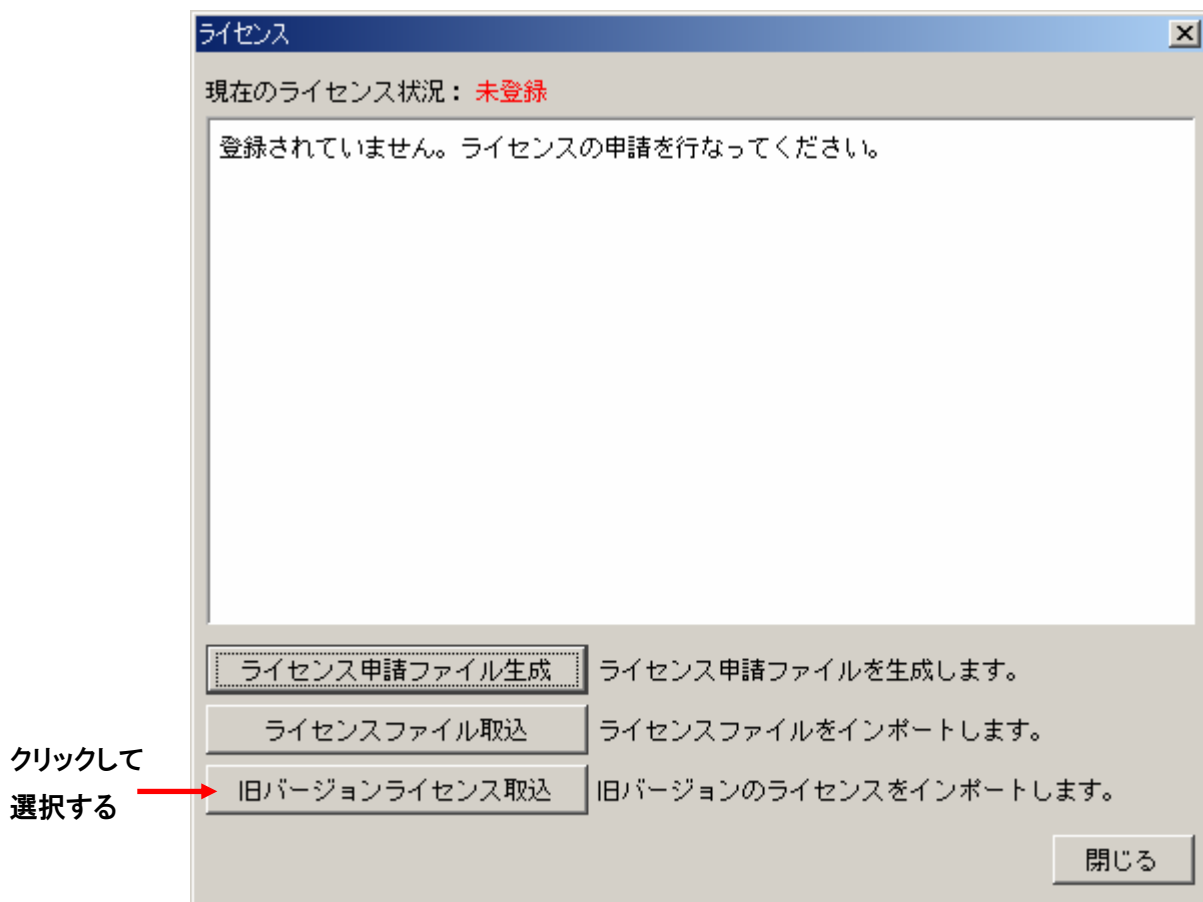 ライセンス
現在のライセンス状況： 未登録
登録されていません。ライセンスの申請を行なってください。
ライセンス申請ファイル生成 ライセンス申請ファイルを生成します。
ライセンスファイル取込 ライセンスファイルをインポートします。
クリックして
選択する
旧バージョンライセンス取込 旧バージョンのライセンスをインポートします。
閉じる